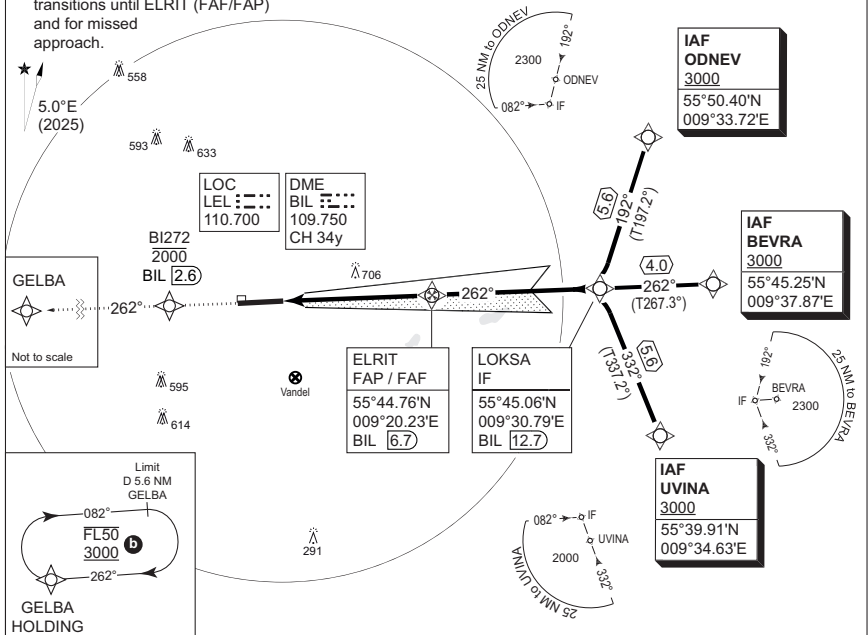 transitions until ELRIT (FAF/FAP)
and for missed
approach.
5.0°E
(2025)
558
593
633
706
595
614
291
25 NM to ODNEV
2300
192°
ODNEV
082°
IF
IAF
ODNEV
3000
55°50.40'N
009°33.72'E
LOC
LEL
110.700
DME
BIL
109.750
CH 34y
BI272
2000
BIL 2.6
GELBA
262°
Not to scale
262°
5.6
192°
(T197.2°)
4.0
262°
(T267.3°)
5.6
332°
(T337.2°)
IAF
BEVRA
3000
55°45.25'N
009°37.87'E
Vandel
ELRIT
FAP / FAF
55°44.76'N
009°20.23'E
BIL 6.7
LOKSA
IF
55°45.06'N
009°30.79'E
BIL 12.7
192°
25 NM to BEVRA
BEVRA
IF
2300
332°
IAF
UVINA
3000
55°39.91'N
009°34.63'E
082°
IF
UVINA
2000
332°
25 NM to UVINA
Limit
D 5.6 NM
GELBA
082°
FL50
3000
b
262°
GELBA
HOLDING